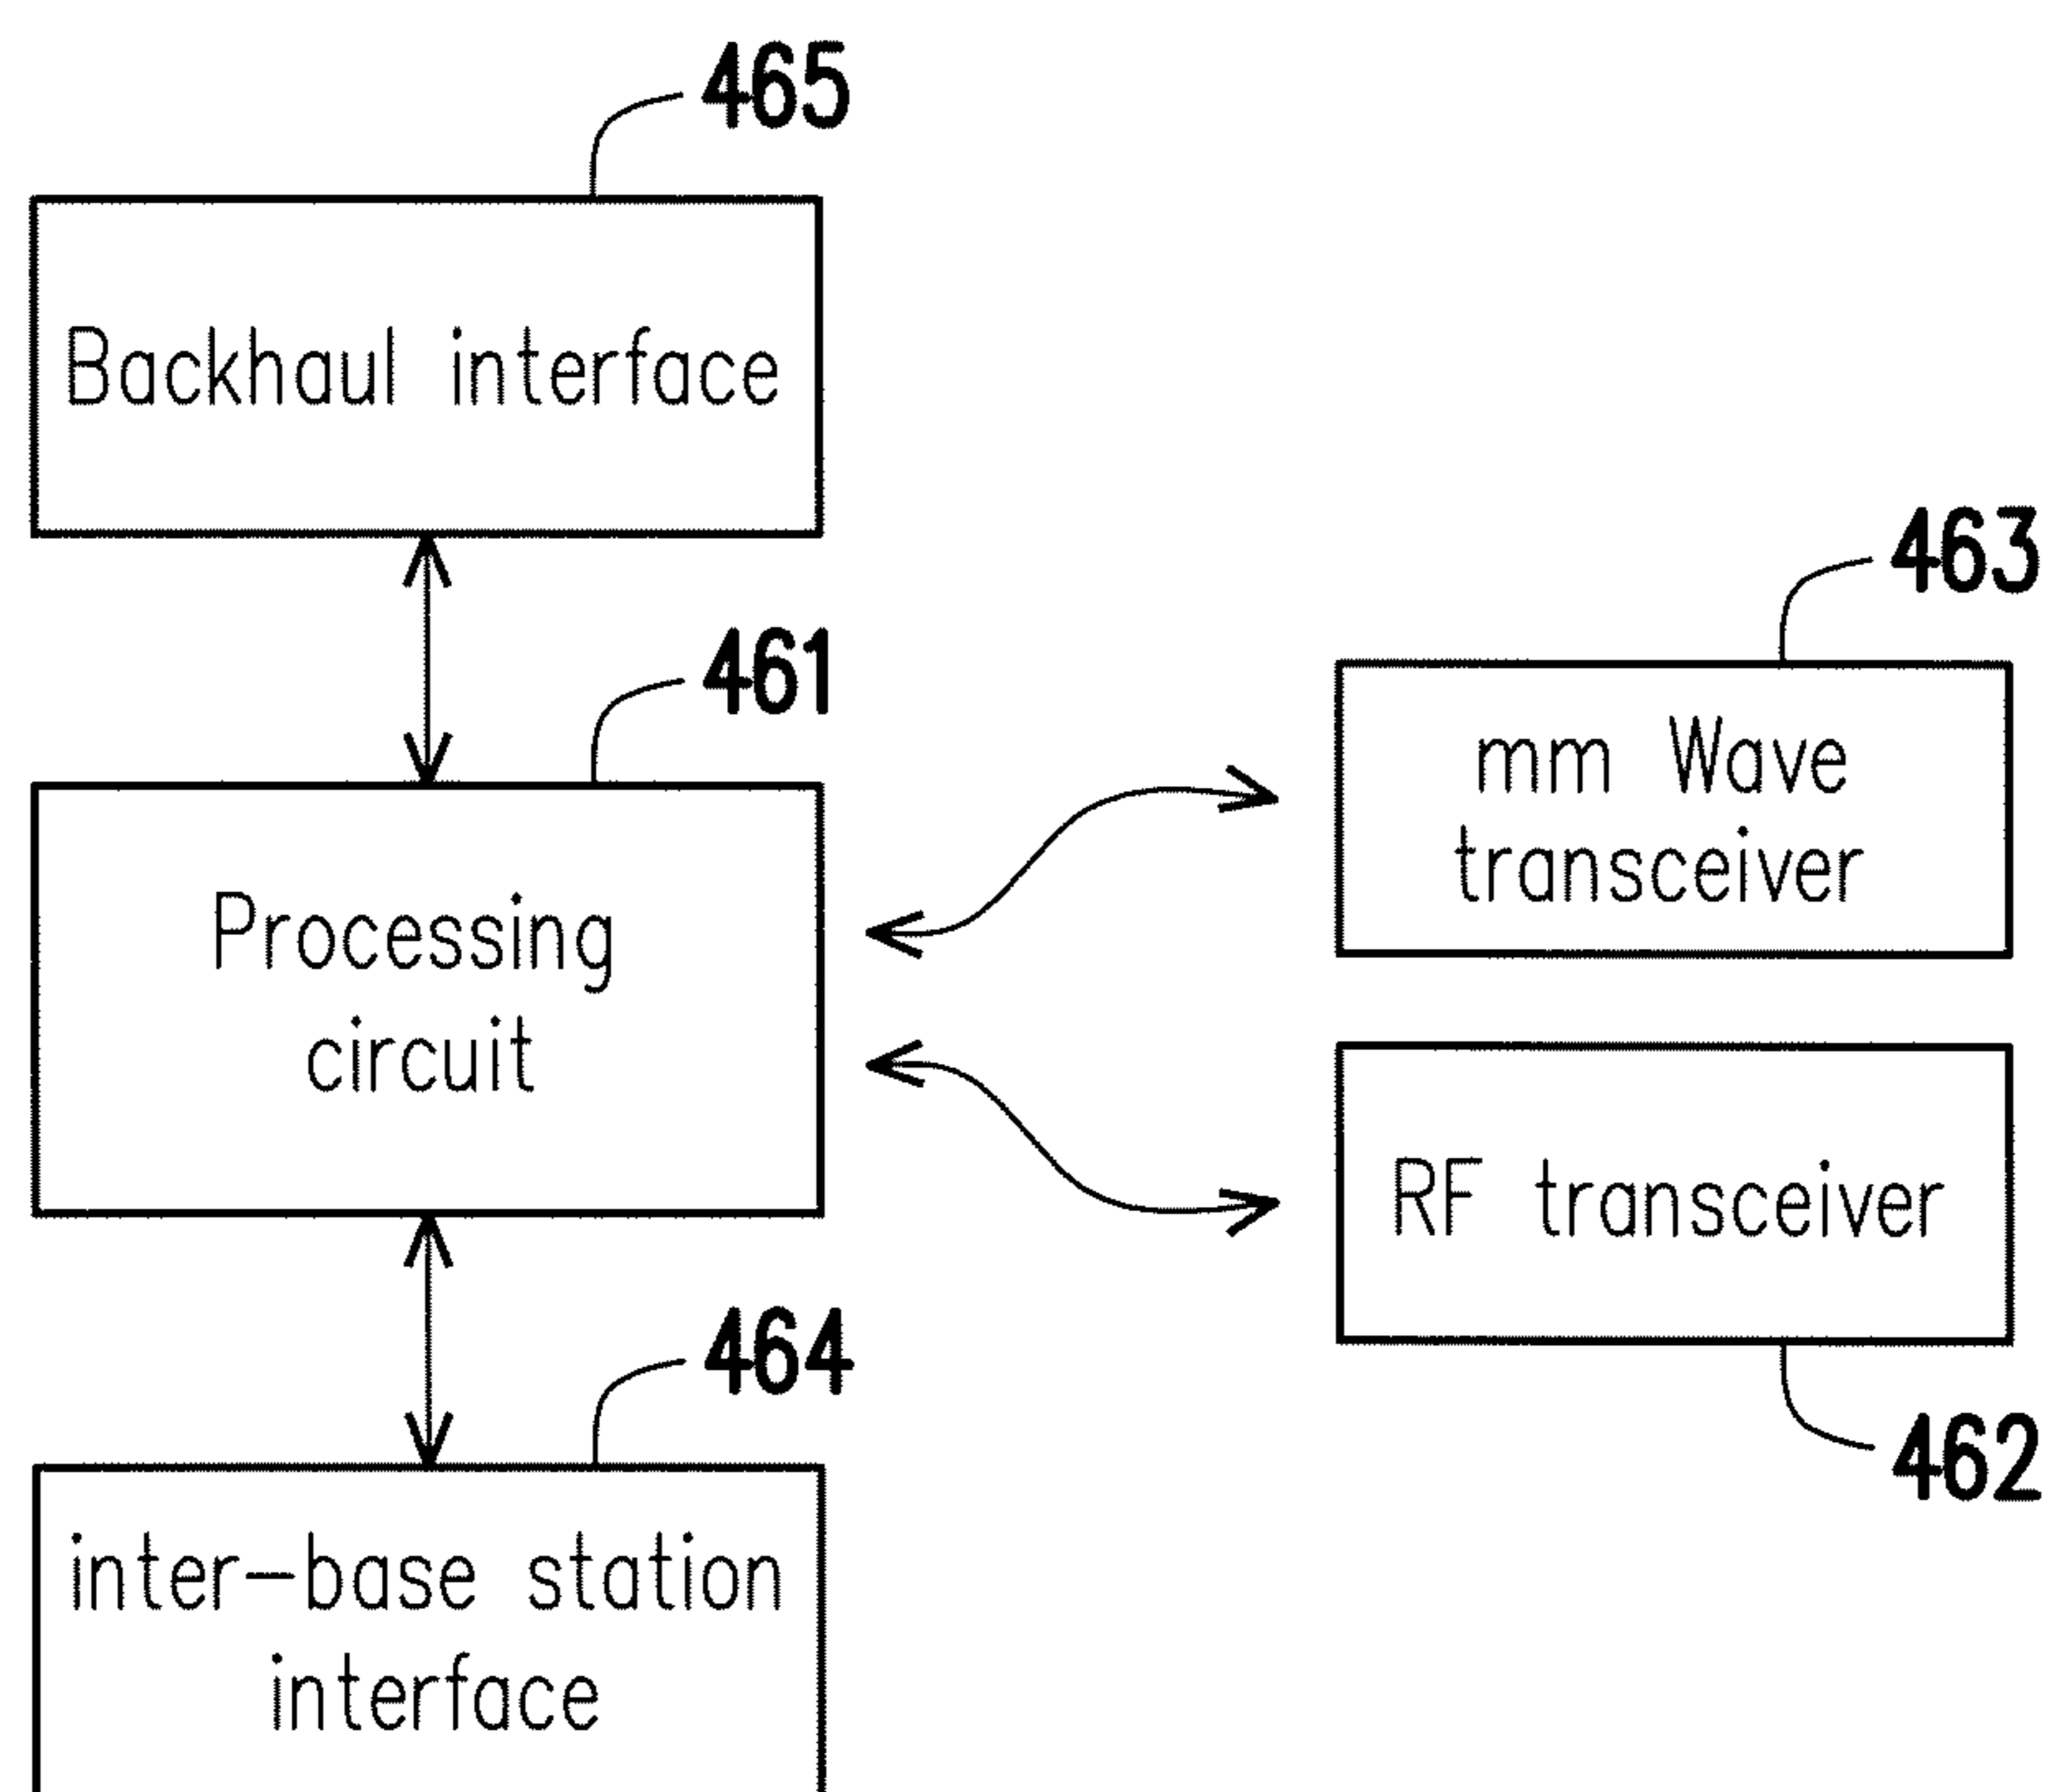 465
Backhaul interface
463
461
mm Wave
transceiver
Processing
circuit
RF transceiver
464
462
inter-base station
interface